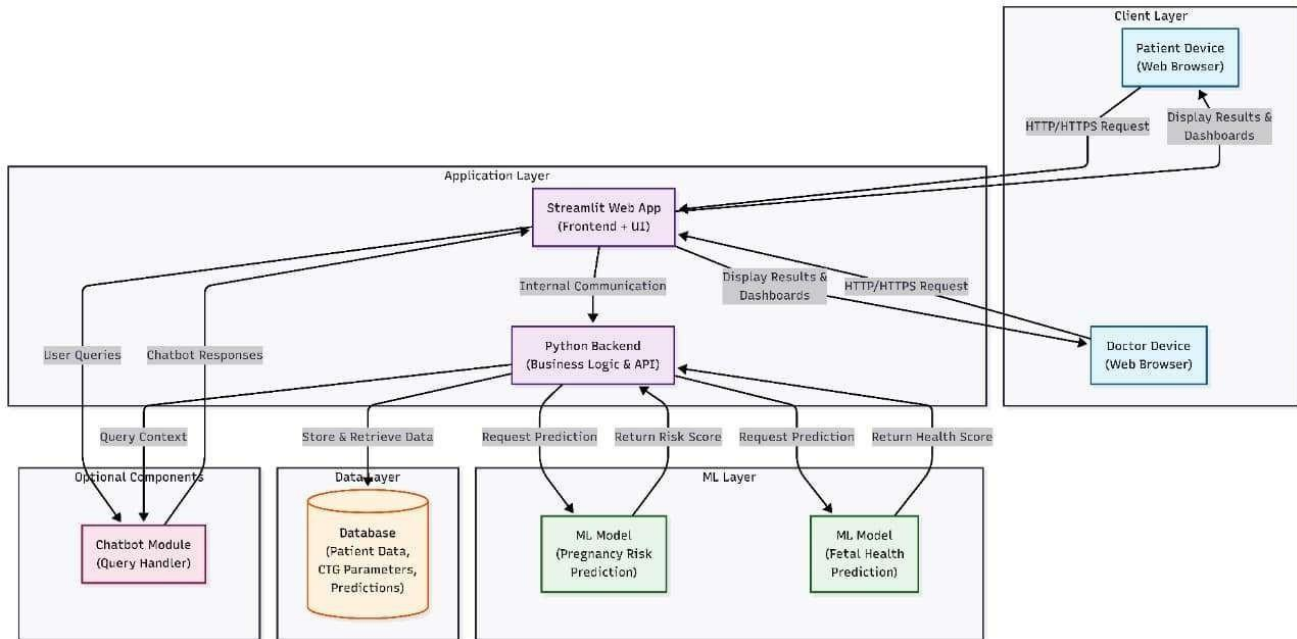 Client Layer
Patient Device
(Web Browser)
HTTP/HTTPS Request
Display Results &
Dashboards
Application Layer
Streamlit Web App
(Frontend + UI)
Internal Communication
Display Results &
Dashboards
HTTP/HTTPS Request
Doctor Device
(Web Browser)
User Queries
Chatbot Responses
Python Backend
(Business Logic & API)
Query Context
Store & Retrieve Data
Request Prediction
Return Risk Score
Request Prediction
Return Health Score
Optional Components
Chatbot Module
(Query Handler)
Data Layer
Database
(Patient Data,
CTG Parameters,
Predictions)
ML Layer
ML Model
(Pregnancy Risk
Prediction)
ML Model
(Fetal Health
Prediction)